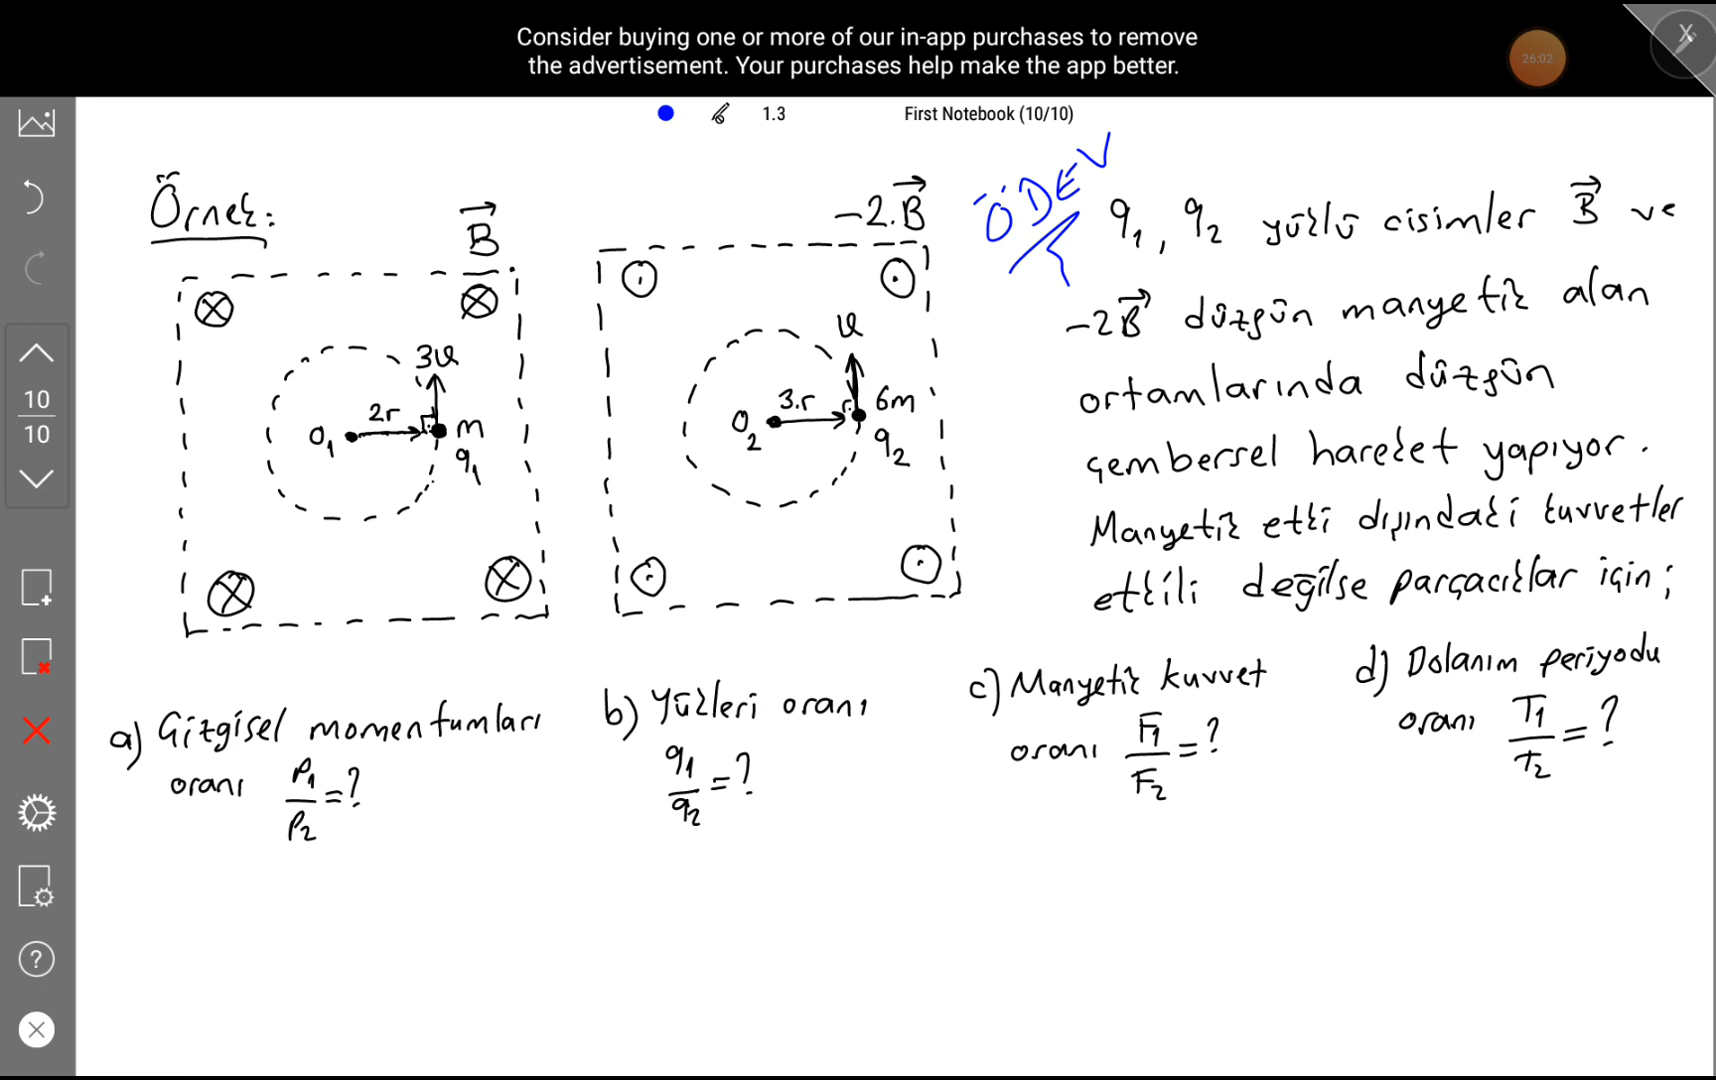 Consider buying one or more of our in-app purchases to remove
the advertisement. Your purchases help make the app better.
26:02
X
1.3
First Notebook (10/10)
10
10
Örnek:
B
-2.B
ÖDEV
q1, q2 yüklü cisimler B ve
-2B düzgün manyetik alan
ortamlarında düzgün
çembersel hareket yapıyor.
Manyetik etki dışındaki kuvvetler
etkili değilse parçacıklar için;
3ϑ
2r
O1
m
q1
ϑ
3.r
O2
6m
q2
a) Çizgisel momentumları
oranı P1/P2 = ?
b) Yükleri oranı
q1/q2 = ?
c) Manyetik kuvvet
oranı F1/F2 = ?
d) Dolanım periyodu
oranı T1/T2 = ?
?